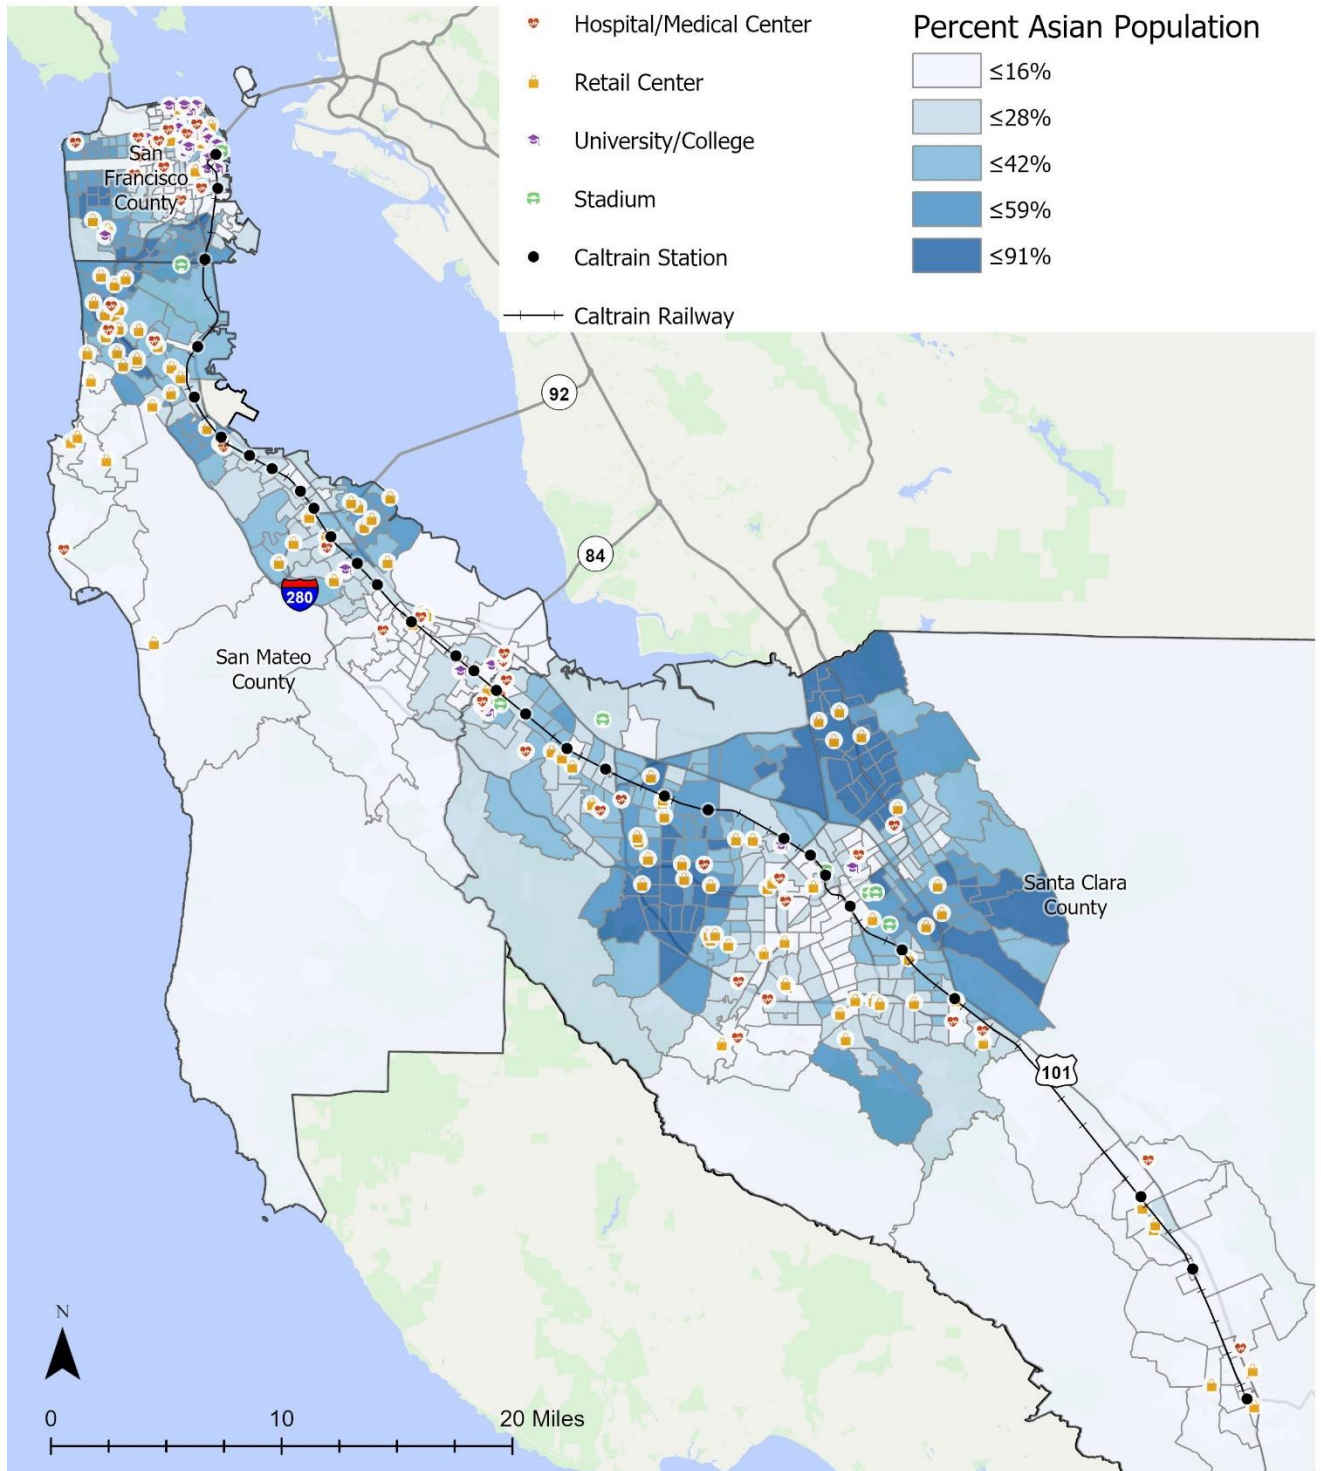 Hospital/Medical Center
Retail Center
University/College
Stadium
Caltrain Station
Caltrain Railway
Percent Asian Population
≤16%
≤28%
≤42%
≤59%
≤91%
San
Francisco
County
92
84
280
San Mateo
County
Santa Clara
County
101
N
0
10
20 Miles